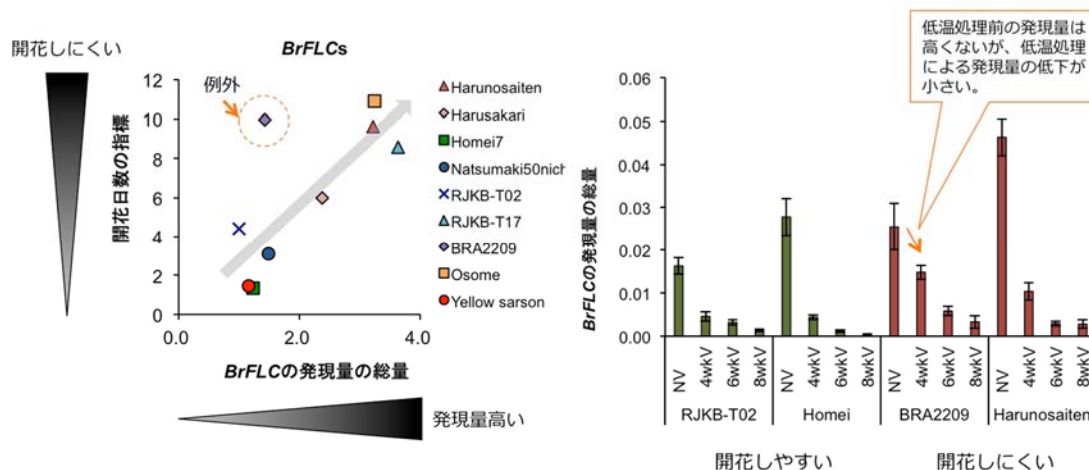 開花しにくい
BrFLCs
開花日数の指標
12
10
8
6
4
2
0
例外
0.0
2.0
4.0
BrFLCの発現量の総量
発現量高い
Harunosaiten
Harusakari
Homei7
Natsumaki50nich
RJKB-T02
RJKB-T17
BRA2209
Osome
Yellow sarson
低温処理前の発現量は
高くないが、低温処理
による発現量の低下が
小さい。
BrFLCの発現量の総量
0.06
0.05
0.04
0.03
0.02
0.01
0.00
NV
4wkV
6wkV
8wkV
NV
4wkV
6wkV
8wkV
NV
4wkV
6wkV
8wkV
NV
4wkV
6wkV
8wkV
RJKB-T02
Homei
BRA2209
Harunosaiten
開花しやすい
開花しにくい